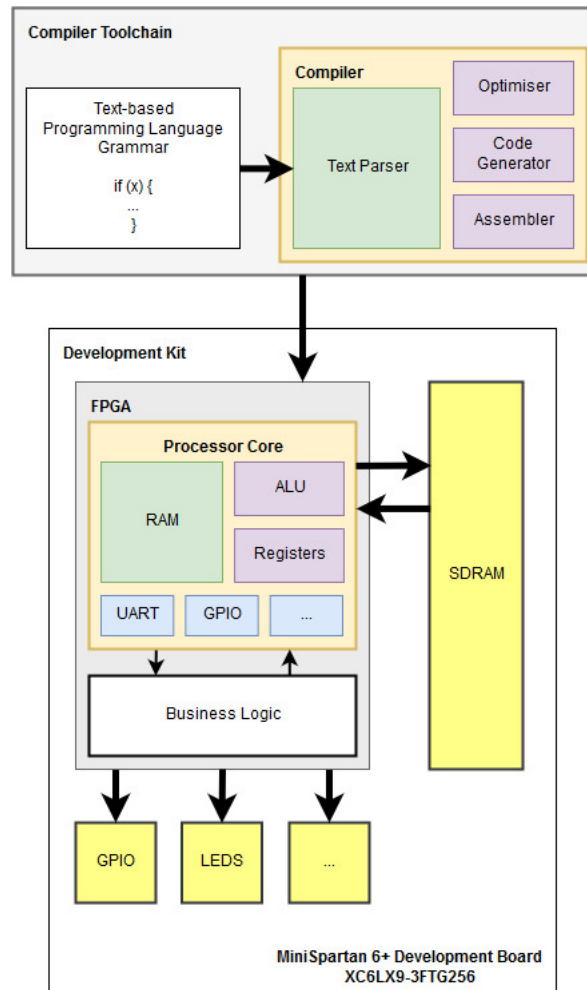 Compiler Toolchain
Text-based
Programming Language
Grammar
if (x) {
...
}
Compiler
Text Parser
Optimiser
Code
Generator
Assembler
Development Kit
FPGA
Processor Core
RAM
ALU
Registers
UART
GPIO
...
Business Logic
SDRAM
GPIO
LEDS
...
MiniSpartan 6+ Development Board
XC6LX9-3FTG256